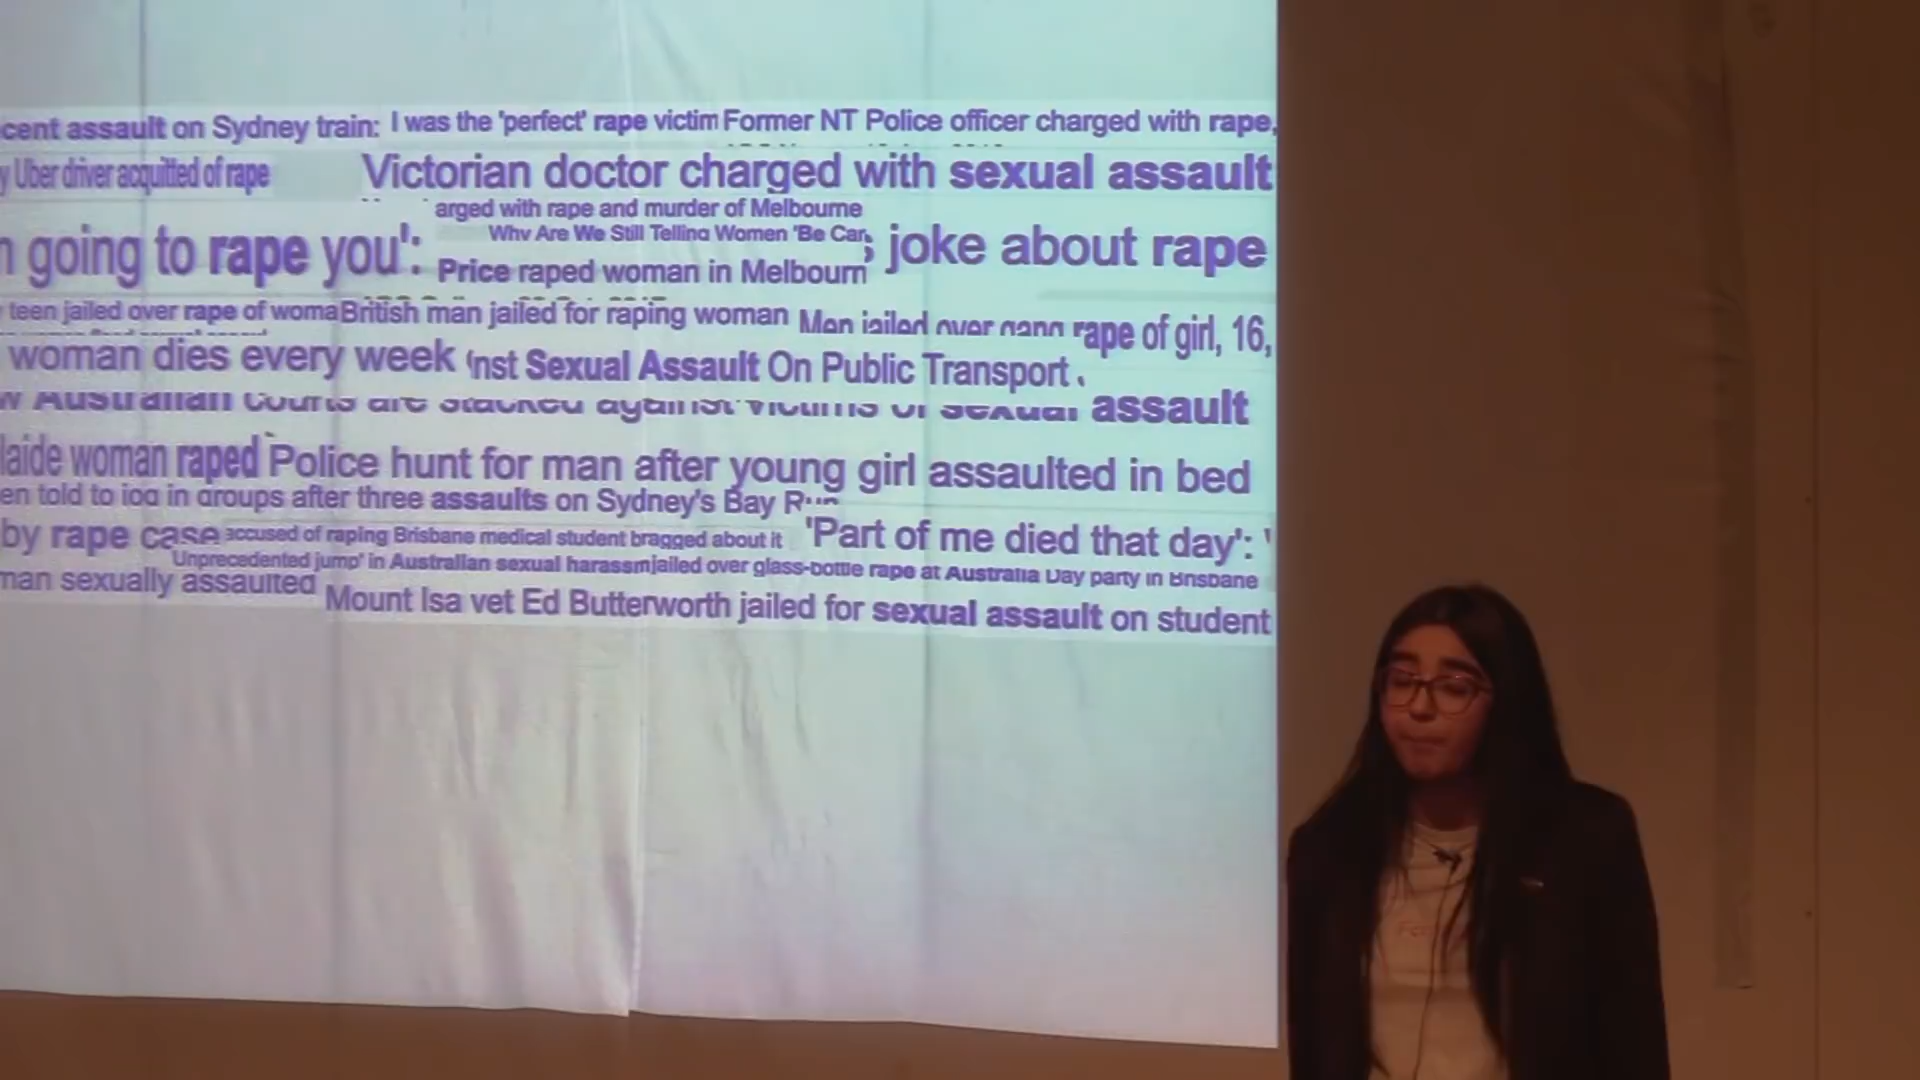 cent assault on Sydney train: I was the 'perfect' rape victim Former NT Police officer charged with rape,
y Uber driver acquitted of rape Victorian doctor charged with sexual assault
arged with rape and murder of Melbourne
Why Are We Still Telling Women 'Be Car
going to rape you': joke about rape
Price raped woman in Melbourn
teen jailed over rape of woma British man jailed for raping woman Man jailed over gang rape of girl, 16,
woman dies every week inst Sexual Assault On Public Transport
Australian courts are stacked against victims of sexual assault
laide woman raped Police hunt for man after young girl assaulted in bed
en told to jog in groups after three assaults on Sydney's Bay Run
by rape case accused of raping Brisbane medical student bragged about it 'Part of me died that day': '
'Unprecedented jump' in Australian sexual harassm jailed over glass-bottle rape at Australia Day party in Brisbane
man sexually assaulted Mount Isa vet Ed Butterworth jailed for sexual assault on student